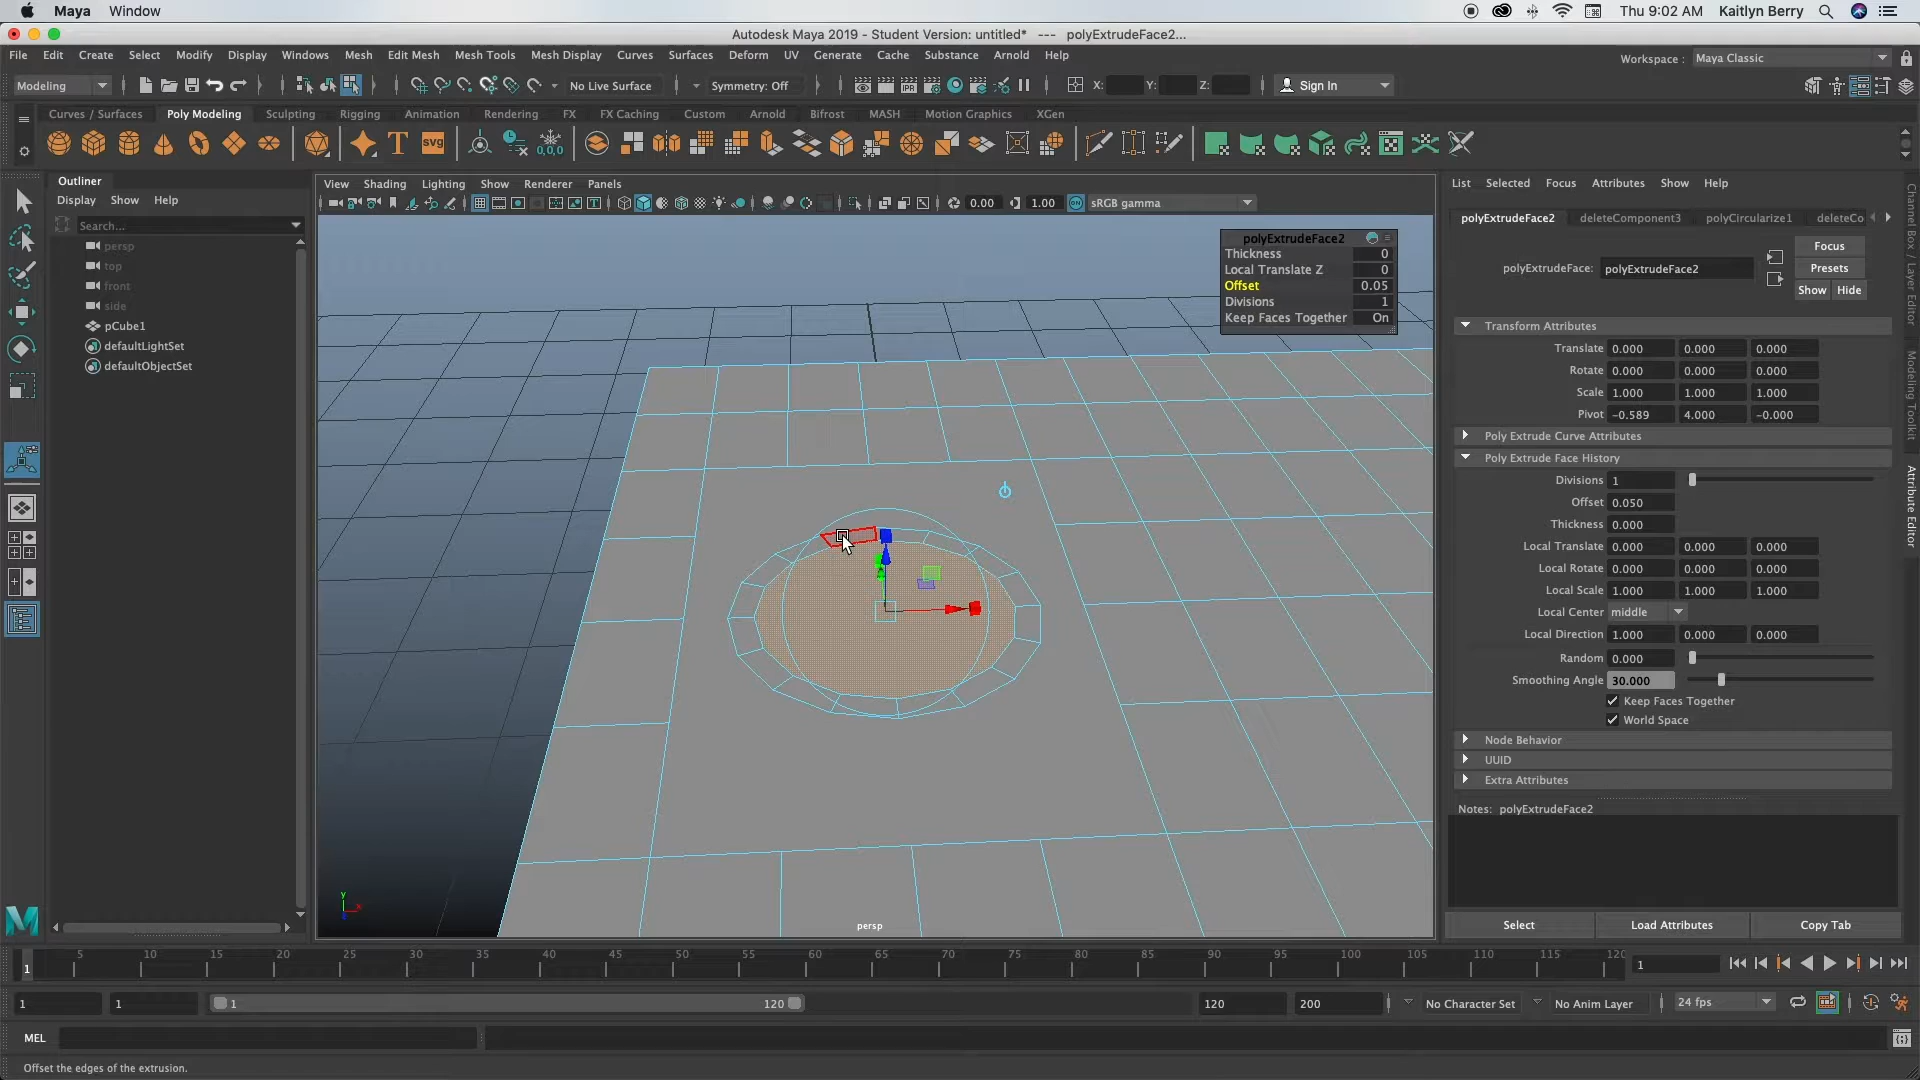 Maya Window Thu 9:02 AM Kaitlyn Berry
Autodesk Maya 2019 - Student Version: untitled* --- polyExtrudeFace2...
File Edit Create Select Modify Display Windows Mesh Edit Mesh Mesh Tools Mesh Display Curves Surfaces Deform UV Generate Cache Substance Arnold Help
Workspace : Maya Classic
Modeling No Live Surface Symmetry: Off X: Y: Z: Sign In
Curves / Surfaces Poly Modeling Sculpting Rigging Animation Rendering FX FX Caching Custom Arnold Bifrost MASH Motion Graphics XGen
T SVG 0,0,0
Outliner
Display Show Help
Search...
persp
top
front
side
pCube1
defaultLightSet
defaultObjectSet
View Shading Lighting Show Renderer Panels
0.00 1.00 sRGB gamma
polyExtrudeFace2
Thickness 0
Local Translate Z 0
Offset 0.05
Divisions 1
Keep Faces Together On
persp
y
x
List Selected Focus Attributes Show Help
polyExtrudeFace2 deleteComponent3 polyCircularize1 deleteCo
Focus
polyExtrudeFace: polyExtrudeFace2 Presets
Show Hide
Transform Attributes
Translate 0.000 0.000 0.000
Rotate 0.000 0.000 0.000
Scale 1.000 1.000 1.000
Pivot -0.589 4.000 -0.000
Poly Extrude Curve Attributes
Poly Extrude Face History
Divisions 1
Offset 0.050
Thickness 0.000
Local Translate 0.000 0.000 0.000
Local Rotate 0.000 0.000 0.000
Local Scale 1.000 1.000 1.000
Local Center middle
Local Direction 1.000 0.000 0.000
Random 0.000
Smoothing Angle 30.000
Keep Faces Together
World Space
Node Behavior
UUID
Extra Attributes
Notes: polyExtrudeFace2
Select Load Attributes Copy Tab
Channel Box / Layer Editor
Modeling Toolkit
Attribute Editor
1 5 10 15 20 25 30 35 40 45 50 55 60 65 70 75 80 85 90 95 100 105 110 115 120 1
1 1 1 120 120 200 No Character Set No Anim Layer 24 fps
MEL
Offset the edges of the extrusion.